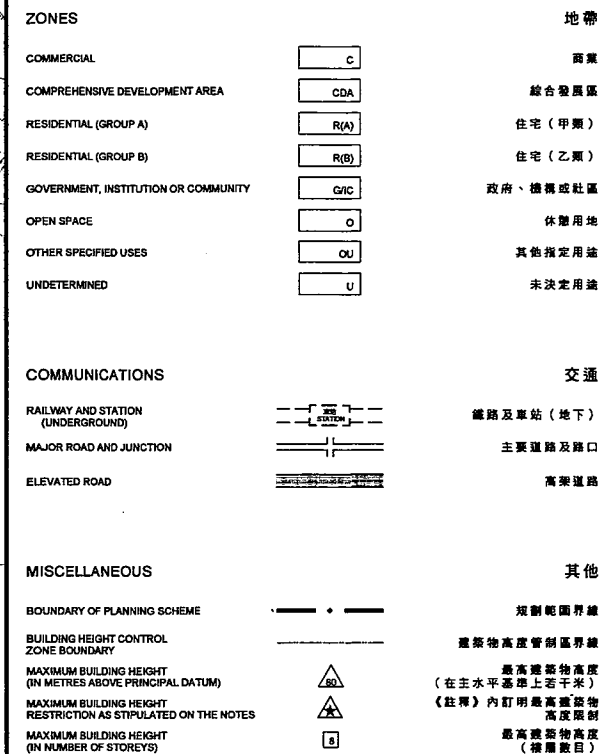 ZONES 地帶
COMMERCIAL C 商業
COMPREHENSIVE DEVELOPMENT AREA CDA 綜合發展區
RESIDENTIAL (GROUP A) R(A) 住宅（甲類）
RESIDENTIAL (GROUP B) R(B) 住宅（乙類）
GOVERNMENT, INSTITUTION OR COMMUNITY G/IC 政府、機構或社區
OPEN SPACE O 休憩用地
OTHER SPECIFIED USES OU 其他指定用途
UNDETERMINED U 未決定用途
COMMUNICATIONS 交通
RAILWAY AND STATION
(UNDERGROUND) 車站 STATION 鐵路及車站（地下）
MAJOR ROAD AND JUNCTION 主要道路及路口
ELEVATED ROAD 高架道路
MISCELLANEOUS 其他
BOUNDARY OF PLANNING SCHEME 規劃範圍界線
BUILDING HEIGHT CONTROL
ZONE BOUNDARY 建築物高度管制區界線
MAXIMUM BUILDING HEIGHT 最高建築物高度
(IN METRES ABOVE PRINCIPAL DATUM) 80 （在主水平基準上若干米）
MAXIMUM BUILDING HEIGHT 《註釋》內訂明最高建築物
RESTRICTION AS STIPULATED ON THE NOTES 高度限制
MAXIMUM BUILDING HEIGHT 最高建築物高度
(IN NUMBER OF STOREYS) 8 （樓層數目）